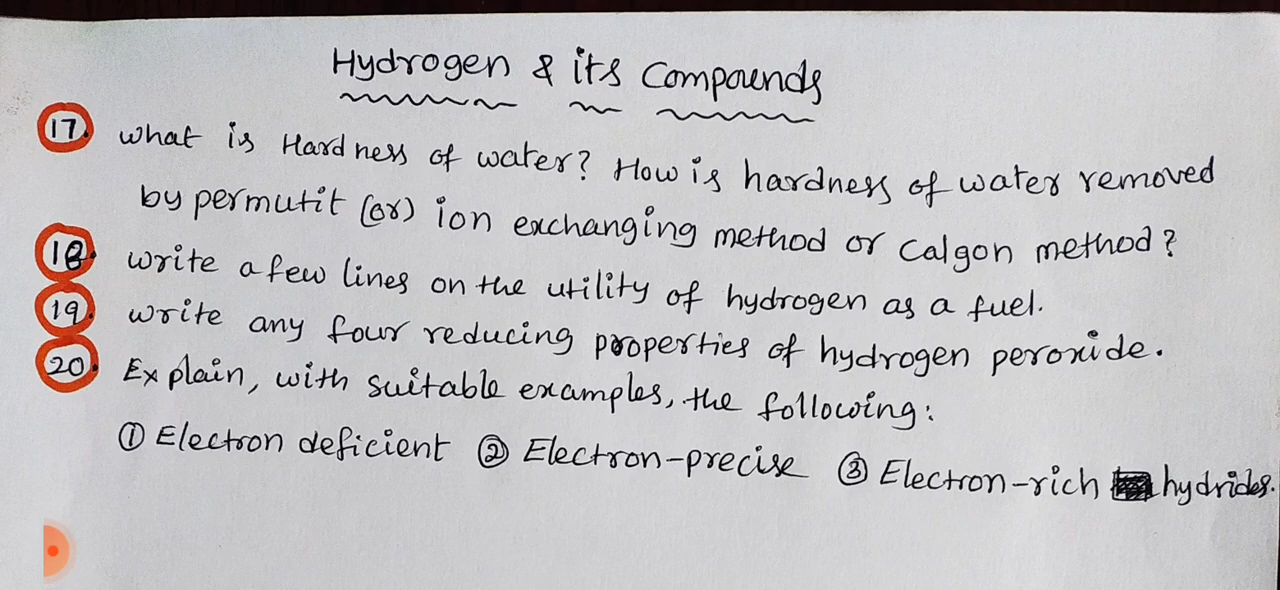 Hydrogen & its Compounds
17. What is Hardness of water? How is hardness of water removed
by permutit (or) ion exchanging method or Calgon method?
18. write a few lines on the utility of hydrogen as a fuel.
19. write any four reducing properties of hydrogen peroxide.
20. Explain, with suitable examples, the following:
① Electron deficient ② Electron-precise ③ Electron-rich hydrides.